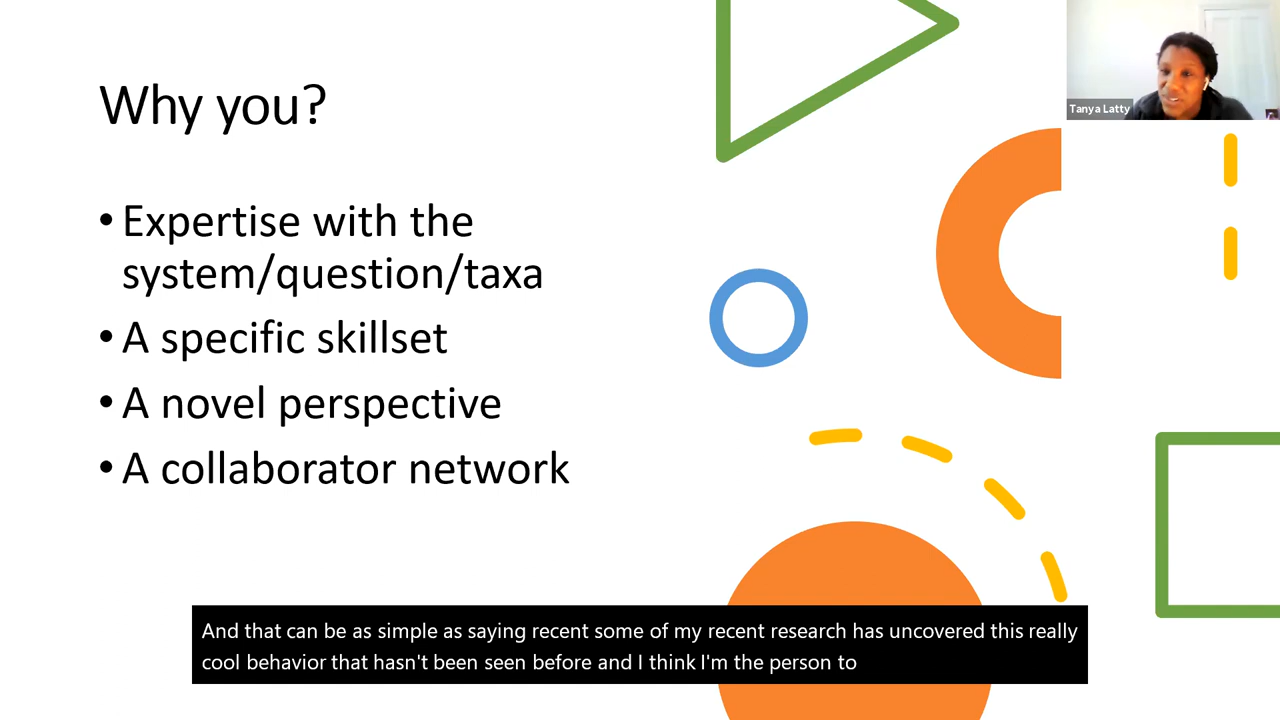 Why you?
Tanya Latty
• Expertise with the
system/question/taxa
• A specific skillset
• A novel perspective
• A collaborator network
And that can be as simple as saying recent some of my recent research has uncovered this really
cool behavior that hasn't been seen before and I think I'm the person to